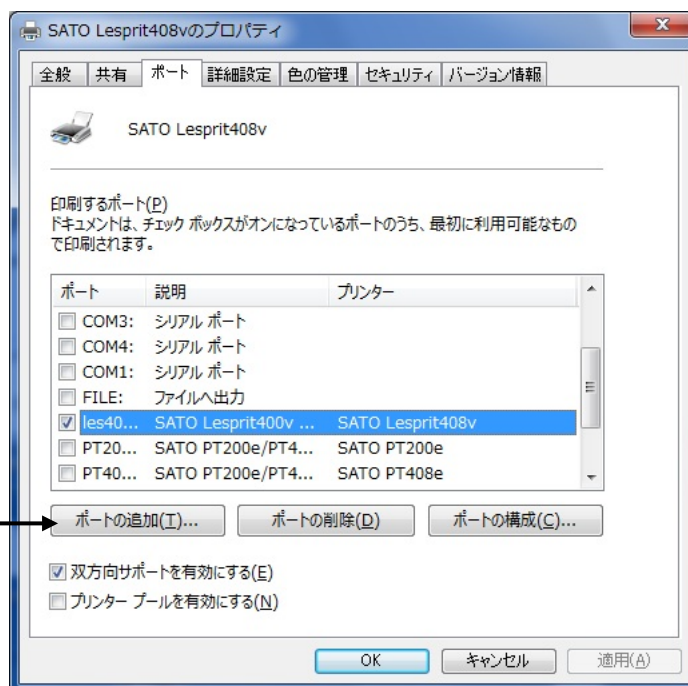 SATO Lesprit408vのプロパティ
全般 共有 ポート 詳細設定 色の管理 セキュリティ バージョン情報
SATO Lesprit408v
印刷するポート(P)
ドキュメントは、チェック ボックスがオンになっているポートのうち、最初に利用可能なもの
で印刷されます。
ポート 説明 プリンター
COM3: シリアル ポート
COM4: シリアル ポート
COM1: シリアル ポート
FILE: ファイルへ出力
les40... SATO Lesprit400v ... SATO Lesprit408v
PT20... SATO PT200e/PT4... SATO PT200e
PT40... SATO PT200e/PT4... SATO PT408e
ポートの追加(T)... ポートの削除(D) ポートの構成(C)...
双方向サポートを有効にする(E)
プリンター プールを有効にする(N)
OK キャンセル 適用(A)